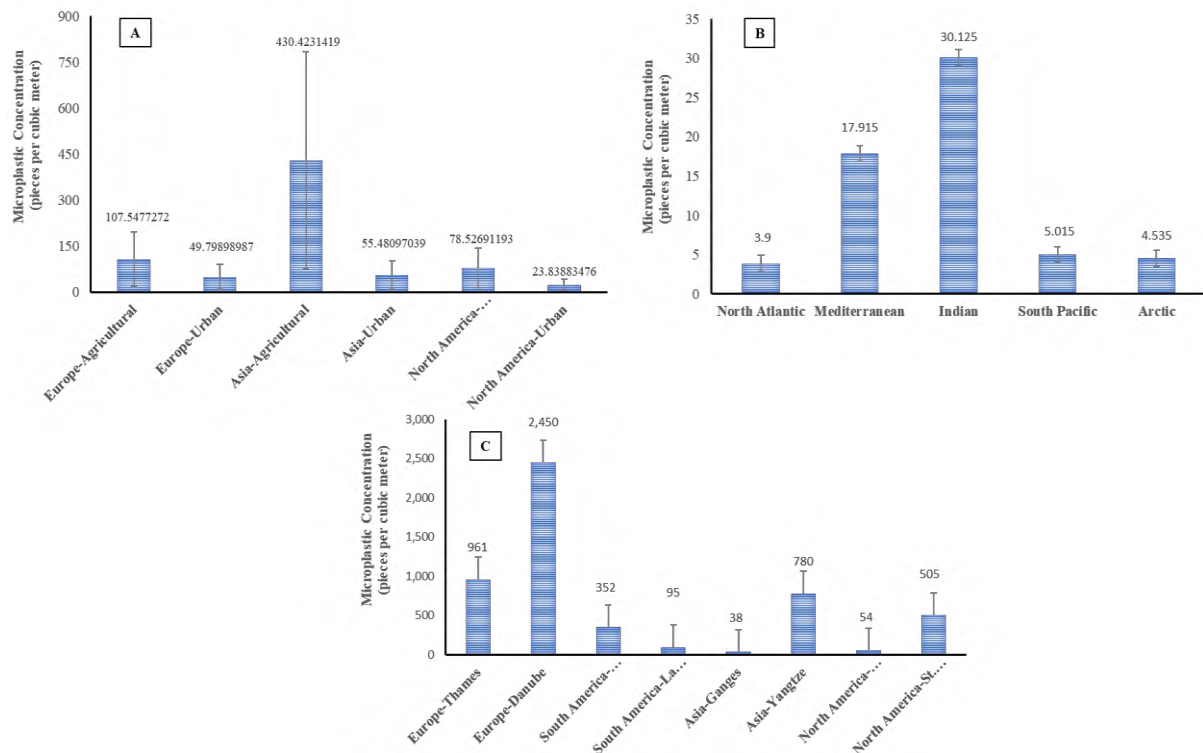 A
Microplastic Concentration
(pieces per cubic meter)
900
750
600
450
300
150
0
107.5477272
49.79898987
430.4231419
55.48097039
78.52691193
23.83883476
Europe-Agricultural
Europe-Urban
Asia-Agricultural
Asia-Urban
North America-...
North America-Urban
B
Microplastic Concentration
(pieces per cubic meter)
35
30
25
20
15
10
5
0
3.9
17.915
30.125
5.015
4.535
North Atlantic
Mediterranean
Indian
South Pacific
Arctic
C
Microplastic Concentration
(pieces per cubic meter)
3,000
2,500
2,000
1,500
1,000
500
0
961
2,450
352
95
38
780
54
505
Europe-Thames
Europe-Danube
South America-...
South America-La...
Asia-Ganges
Asia-Yangtze
North America-...
North America-St....